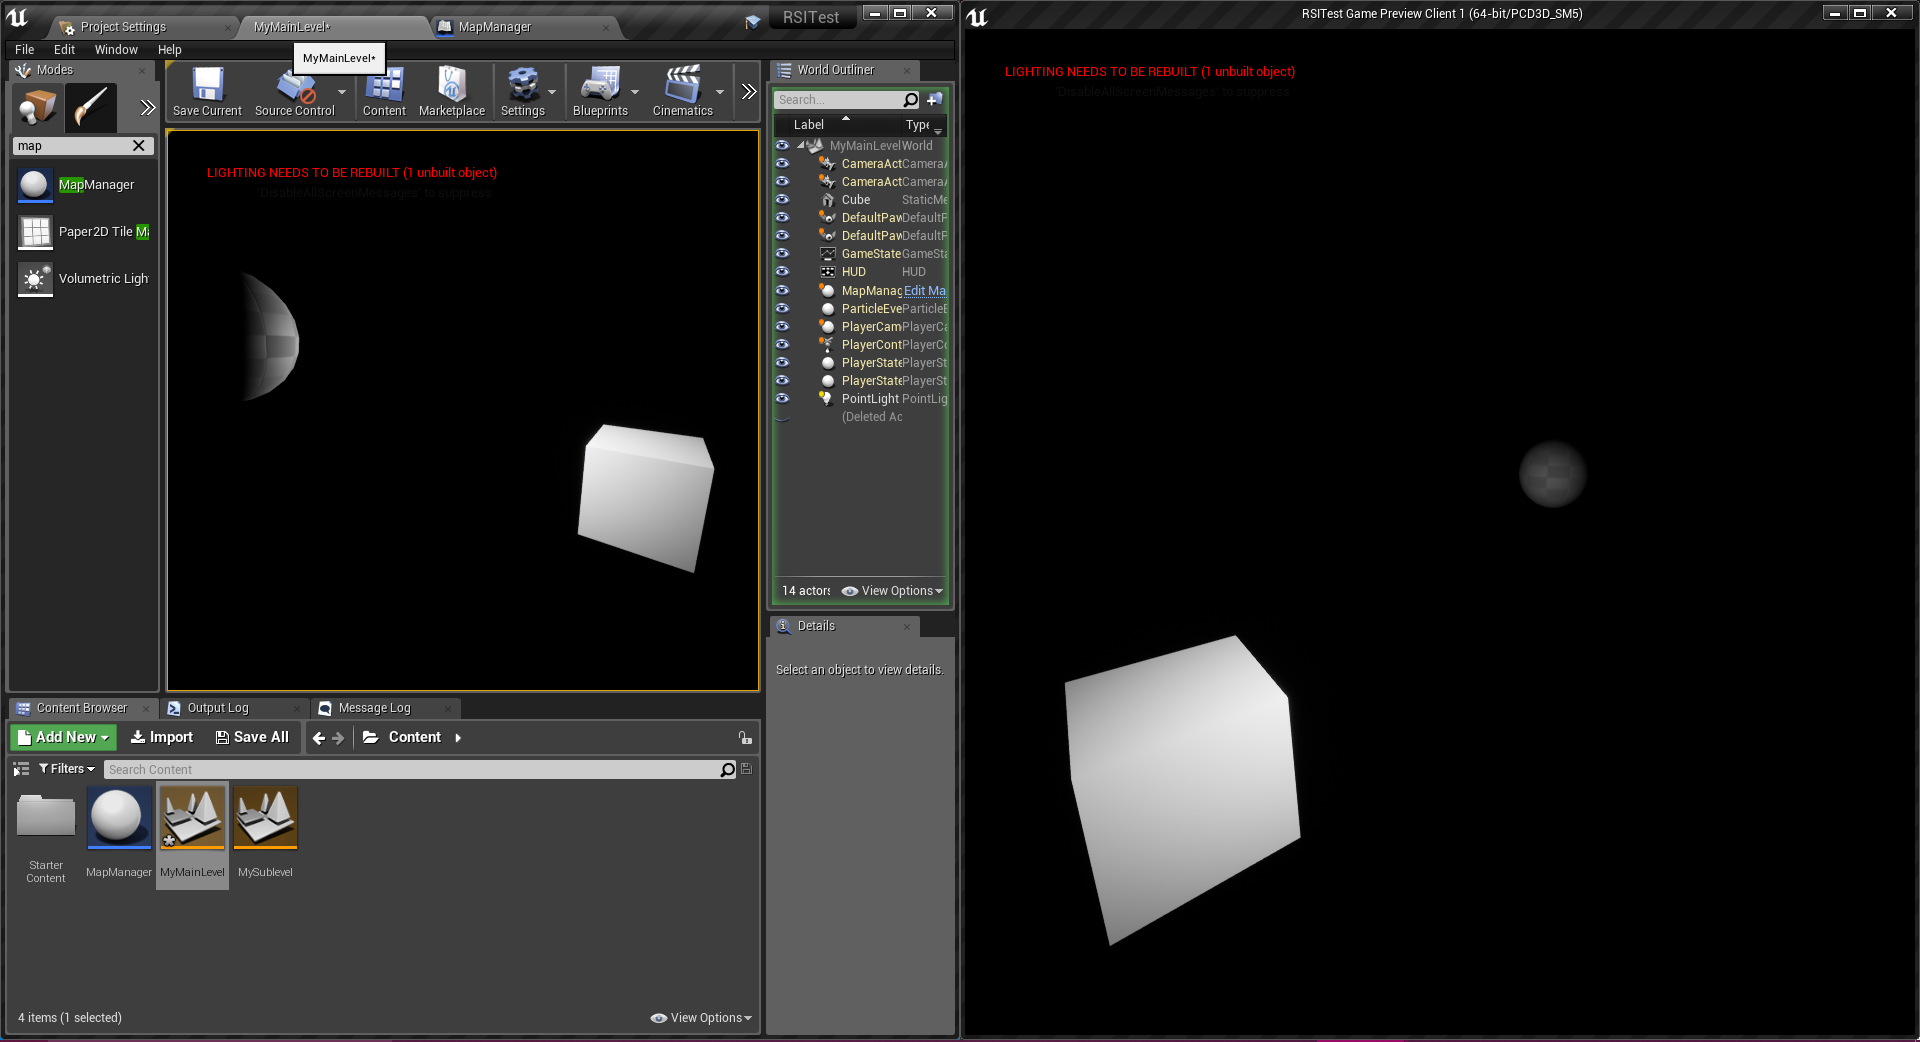 Project Settings
MyMainLevel*
MapManager
RSITest
File
Edit
Window
Help
MyMainLevel*
Modes
map
MapManager
Paper2D Tile Ma
Volumetric Ligh
Save Current
Source Control
Content
Marketplace
Settings
Blueprints
Cinematics
LIGHTING NEEDS TO BE REBUILT (1 unbuilt object)
'DisableAllScreenMessages' to suppress
World Outliner
Search...
Label
Type
MyMainLevel World
CameraAct CameraA
CameraAct CameraA
Cube StaticMe
DefaultPaw DefaultP
DefaultPaw DefaultP
GameState GameSta
HUD HUD
MapManag Edit Ma
ParticleEve ParticleE
PlayerCam PlayerCa
PlayerCont PlayerCo
PlayerState PlayerSt
PlayerState PlayerSt
PointLight PointLig
(Deleted Ac
14 actors
View Options
Details
Select an object to view details.
Content Browser
Output Log
Message Log
Add New
Import
Save All
Content
Filters
Search Content
Starter
Content
MapManager
MyMainLevel
MySublevel
4 items (1 selected)
View Options
RSITest Game Preview Client 1 (64-bit/PCD3D_SM5)
LIGHTING NEEDS TO BE REBUILT (1 unbuilt object)
'DisableAllScreenMessages' to suppress